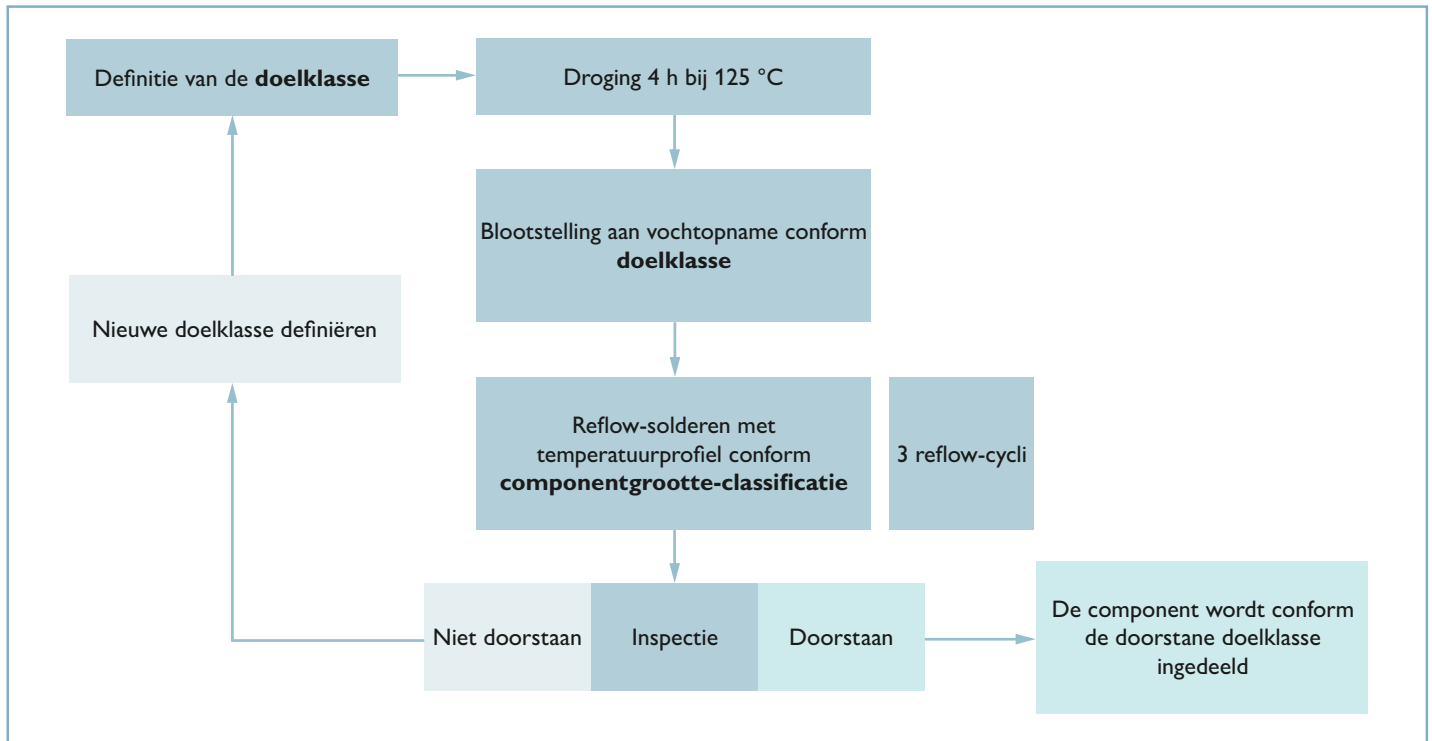 Definitie van de doelklasse
Droging 4 h bij 125 °C
Blootstelling aan vochtopname conform
doelklasse
Nieuwe doelklasse definiëren
Reflow-solderen met
temperatuurprofiel conform
componentgrootte-classificatie
3 reflow-cycli
Niet doorstaan
Inspectie
Doorstaan
De component wordt conform
de doorstane doelklasse
ingedeeld